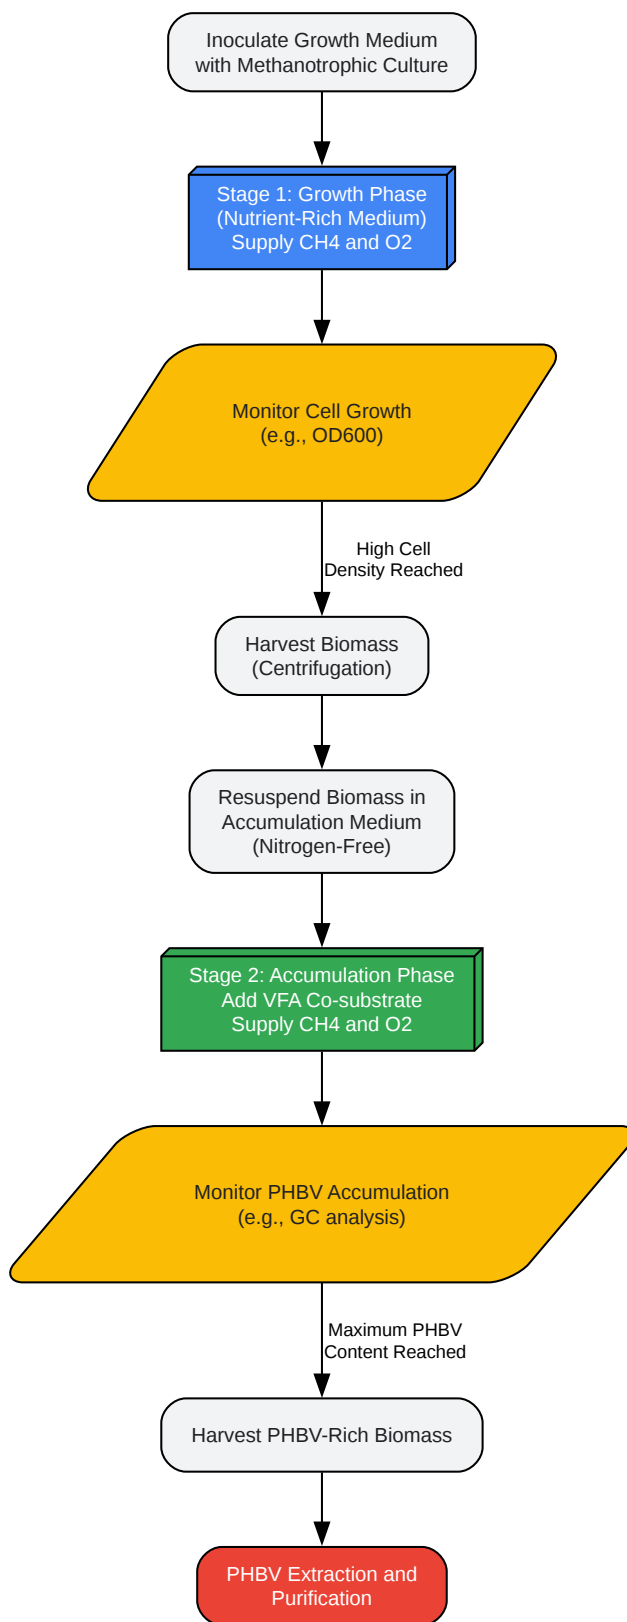 Inoculate Growth Medium
with Methanotrophic Culture
Stage 1: Growth Phase
(Nutrient-Rich Medium)
Supply CH4 and O2
Monitor Cell Growth
(e.g., OD600)
High Cell
Density Reached
Harvest Biomass
(Centrifugation)
Resuspend Biomass in
Accumulation Medium
(Nitrogen-Free)
Stage 2: Accumulation Phase
Add VFA Co-substrate
Supply CH4 and O2
Monitor PHBV Accumulation
(e.g., GC analysis)
Maximum PHBV
Content Reached
Harvest PHBV-Rich Biomass
PHBV Extraction and
Purification